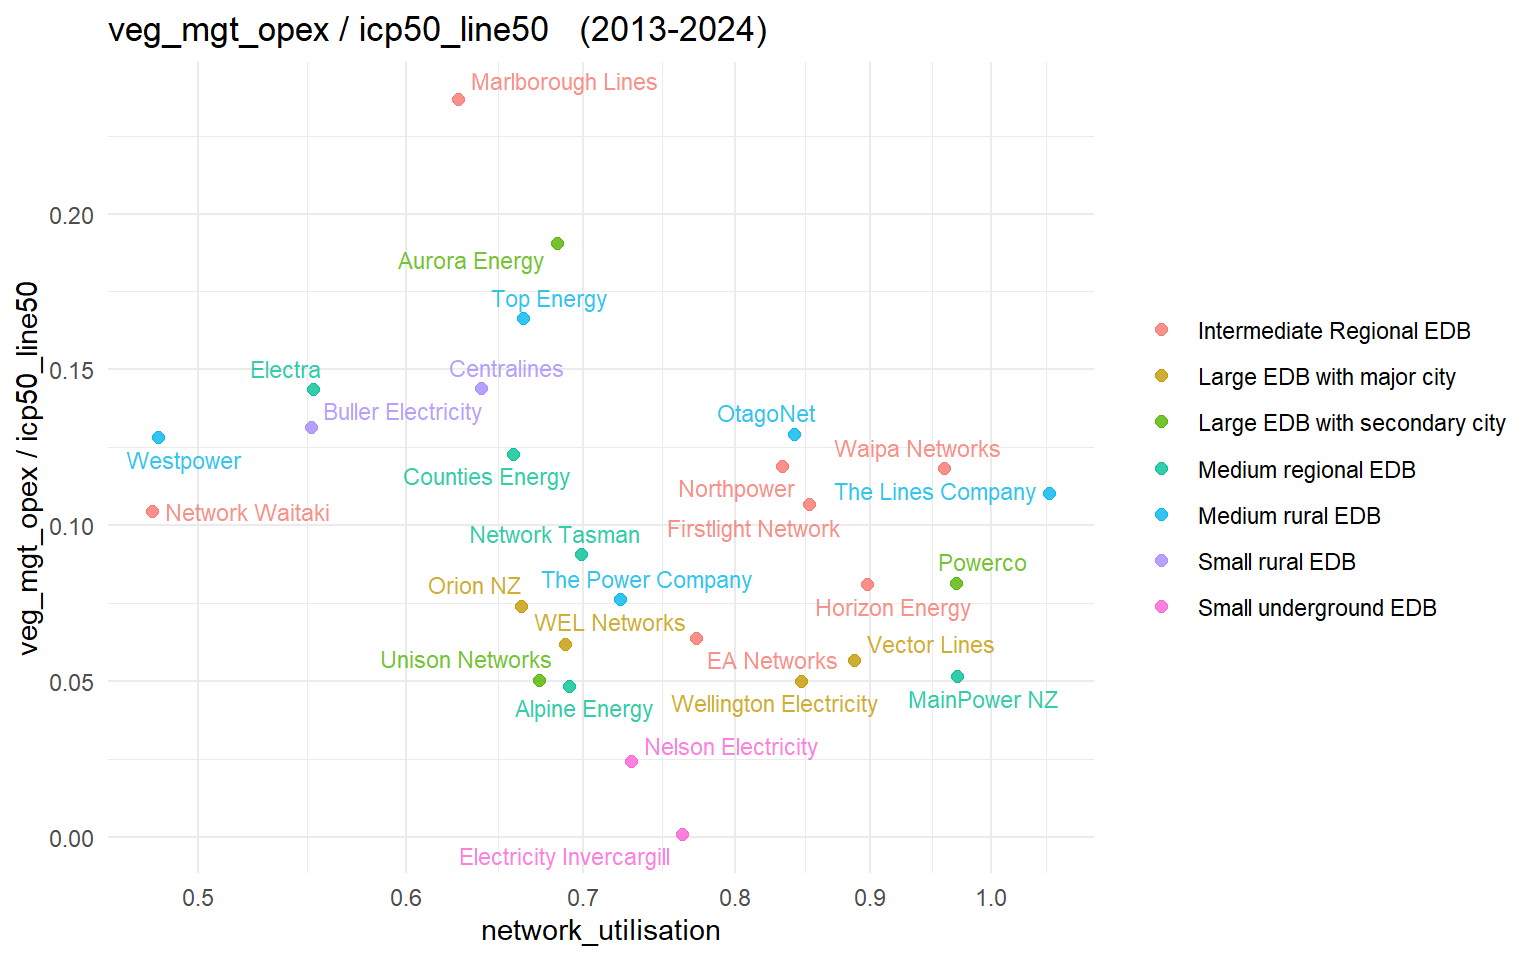 veg_mgt_opex / icp50_line50 (2013-2024)
Marlborough Lines
0.20
Aurora Energy
Top Energy
Electra
Centralines
0.15
Buller Electricity
OtagoNet
Westpower
Waipa Networks
Counties Energy
Northpower
The Lines Company
Network Waitaki
Firstlight Network
0.10
Network Tasman
Powerco
Orion NZ
The Power Company
Horizon Energy
WEL Networks
Vector Lines
Unison Networks
EA Networks
0.05
Alpine Energy
Wellington Electricity
MainPower NZ
Nelson Electricity
0.00
Electricity Invercargill
0.5 0.6 0.7 0.8 0.9 1.0
network_utilisation
veg_mgt_opex / icp50_line50
Intermediate Regional EDB
Large EDB with major city
Large EDB with secondary city
Medium regional EDB
Medium rural EDB
Small rural EDB
Small underground EDB